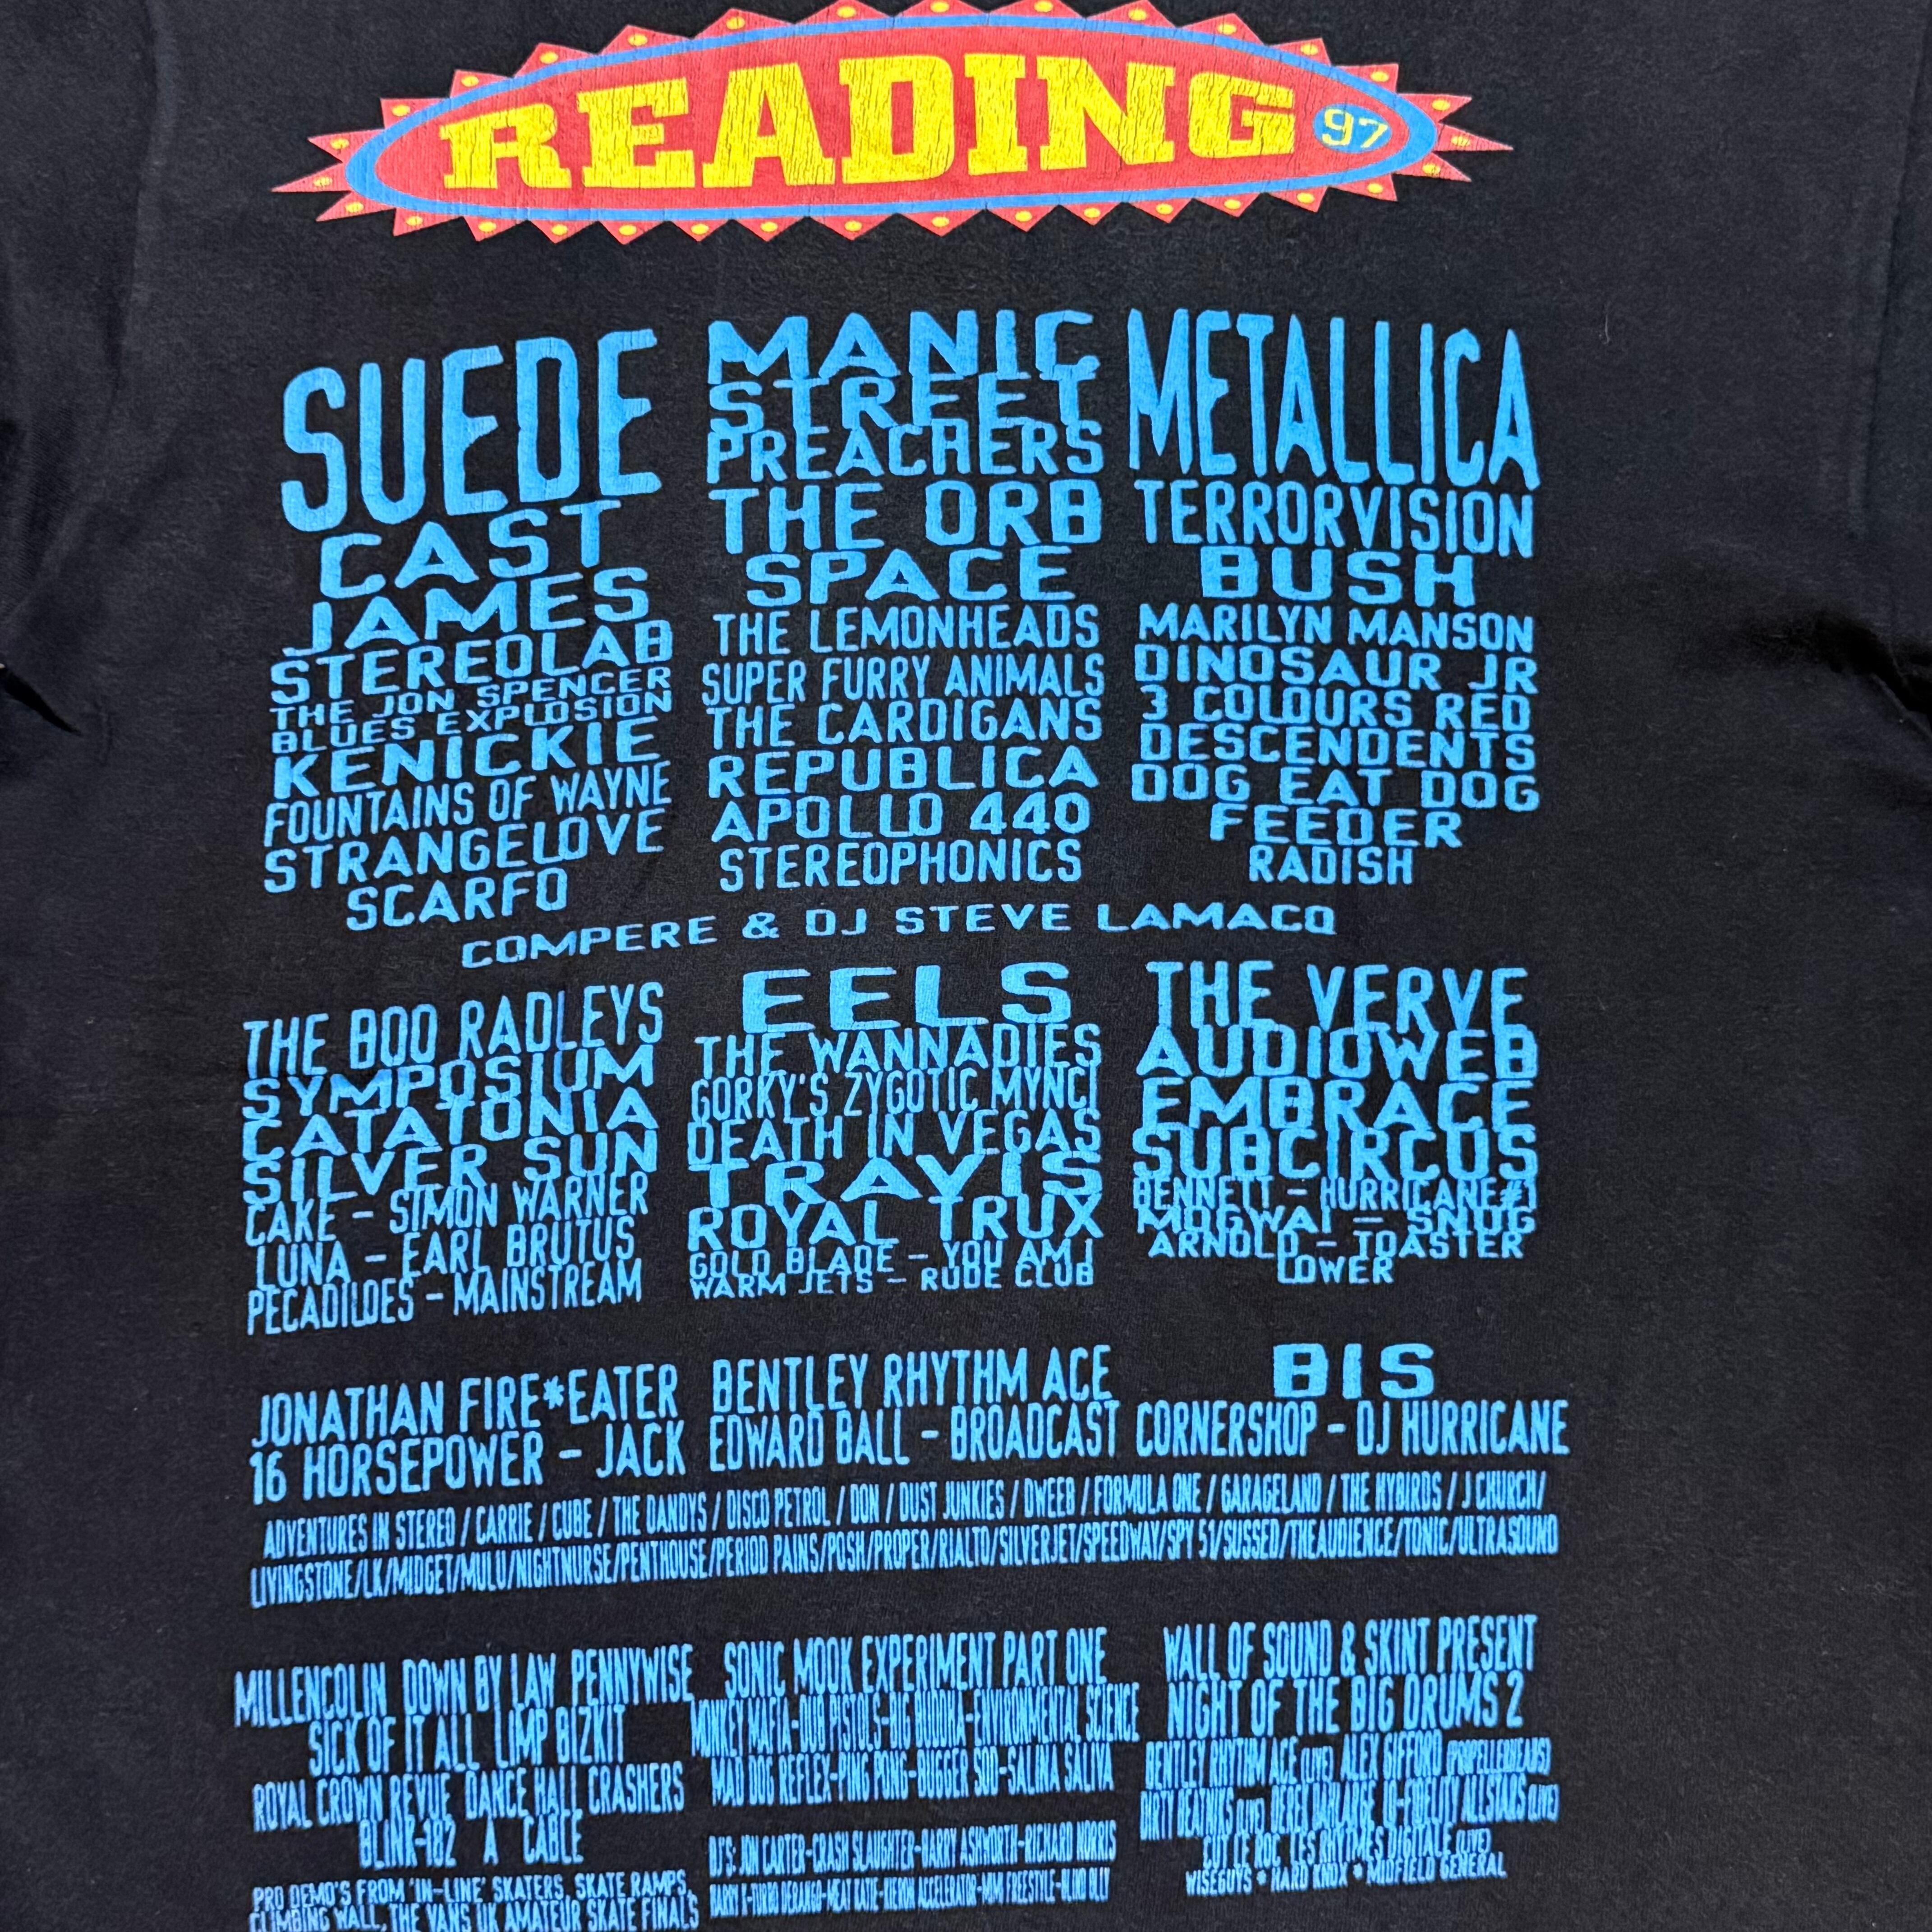 READING 97
SUEDE
CAST
JAMES
STEREOLAB
THE JON SPENCER
BLUES EXPLOSION
KENICKIE
FOUNTAINS OF WAYNE
STRANGELOVE
SCARFO
MANIC
STREET
PREACHERS
THE ORB
SPACE
THE LEMONHEADS
SUPER FURRY ANIMALS
THE CARDIGANS
REPUBLICA
APOLLO 440
STEREOPHONICS
METALLICA
TERRORVISION
BUSH
MARILYN MANSON
DINOSAUR JR
3 COLOURS RED
DESCENDENTS
DOG EAT DOG
FEEDER
RADISH
COMPERE & DJ STEVE LAMACQ
THE BOO RADLEYS
SYMPOSIUM
CATATONIA
SILVER SUN
CAKE - SIMON WARNER
LUNA - EARL BRUTUS
PECADILOES - MAINSTREAM
EELS
THE WANNADIES
GORKY'S ZYGOTIC MYNCI
DEATH IN VEGAS
TRAVIS
ROYAL TRUX
GOLD BLADE - YOU AM I
WARM JETS - RUDE CLUB
THE VERVE
AUDIOWEB
EMBRACE
SUBCIRCUS
BENNETT - HURRICANE#1
MOGWAI - SNUG
ARNOLD - TOASTER
LOWER
JONATHAN FIRE*EATER
16 HORSEPOWER - JACK
BENTLEY RHYTHM ACE
EDWARD BALL - BROADCAST
BIS
CORNERSHOP - DJ HURRICANE
ADVENTURES IN STEREO / CARRIE / CUBE / THE DANDYS / DISCO PETROL / DON / DUST JUNKIES / DWEEB / FORMULA ONE / GARAGELAND / THE HYBIRDS / J CHURCH/
LIVINGSTONE/LK/MIDGET/MULU/NIGHTNURSE/PENTHOUSE/PERIOD PAINS/POSH/PROPER/RIALTO/SILVERJET/SPEEDWAY/SPY 51/SUSSED/THEAUDIENCE/TONIC/ULTRASOUND
MILLENCOLIN DOWN BY LAW PENNYWISE
SICK OF IT ALL LIMP BIZKIT
ROYAL CROWN REVUE DANCE HALL CRASHERS
BLINK-182 A CABLE
PRO DEMO'S FROM 'IN-LINE' SKATERS, SKATE RAMPS,
CLIMBING WALL, THE VANS UK AMATEUR SKATE FINALS
SONIC MOOK EXPERIMENT PART ONE
MONKEY MAFIA-DUB PISTOLS-BIG BUDDHA-ENVIRONMENTAL SCIENCE
MAD DOG REFLEX-PING PONG-BUGGER SOD-SALINA SALIVA
DJ'S: JON CARTER-CRASH SLAUGHTER-BARRY ASHWORTH-RICHARD NORRIS
WALL OF SOUND & SKINT PRESENT
NIGHT OF THE BIG DRUMS 2
BENTLEY RHYTHM ACE (LIVE) ALEX GIFFORD (PROPELLERHEADS)
DIRTY BEATNIKS (LIVE) DEREK DAHLARGE LO-FIDELITY ALLSTARS (LIVE)
CUT LE ROC LES RHYTMES DIGITALE (LIVE)
WISEGUYS * HARD KNOX * MIDFIELD GENERAL